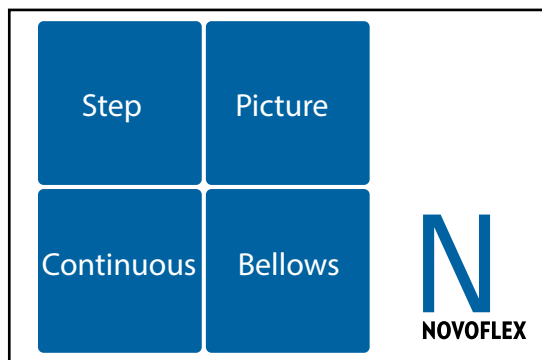 Step
Picture
Continuous
Bellows
N
NOVOFLEX